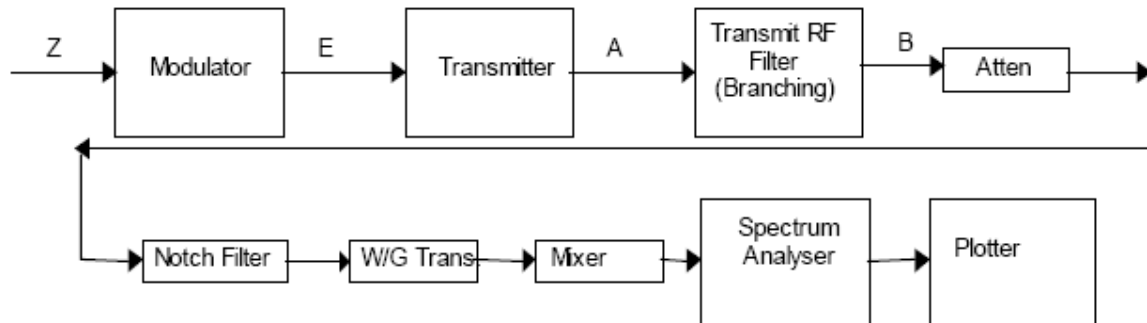 Z
Modulator
E
Transmitter
A
Transmit RF
Filter
(Branching)
B
Atten
Notch Filter
W/G Trans.
Mixer
Spectrum
Analyser
Plotter